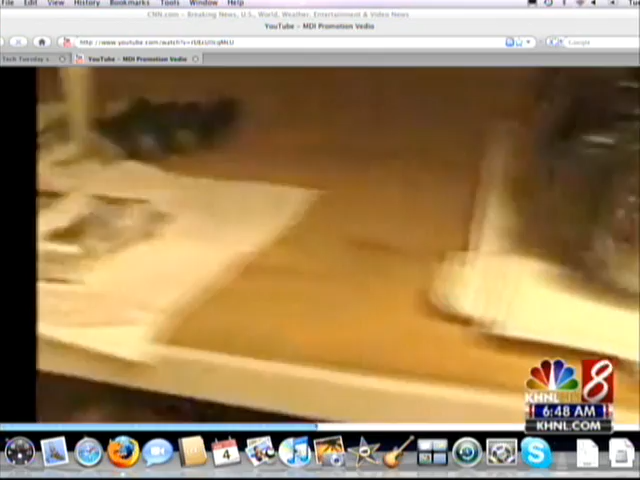 File Edit View History Bookmarks Tools Window Help
CNN.com - Breaking News, U.S., World, Weather, Entertainment & Video News
YouTube - MDI Promotion Vedio
Google
Tech Tuesday
YouTube - MDI Promotion Vedio
4
8
KHNL
6:48 AM
KHNL.COM